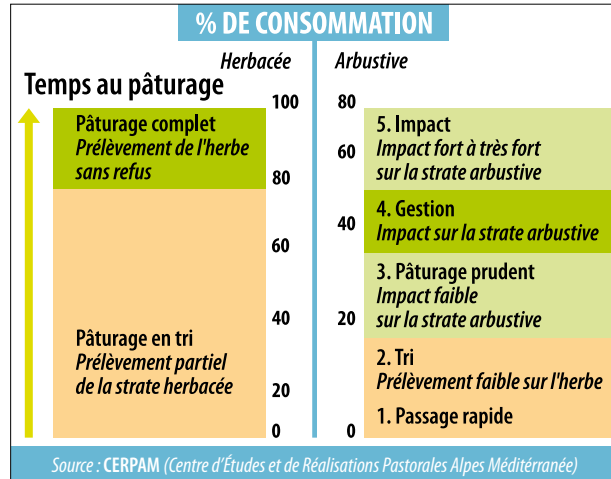 % DE CONSOMMATION
Herbacée
Arbustive
Temps au pâturage
100
80
60
40
20
0
Pâturage complet
Prélèvement de l'herbe
sans refus
Pâturage en tri
Prélèvement partiel
de la strate herbacée
80
60
40
20
0
5. Impact
Impact fort à très fort
sur la strate arbustive
4. Gestion
Impact sur la strate arbustive
3. Pâturage prudent
Impact faible
sur la strate arbustive
2. Tri
Prélèvement faible sur l'herbe
1. Passage rapide
Source : CERPAM (Centre d'Études et de Réalisations Pastorales Alpes Méditérranée)